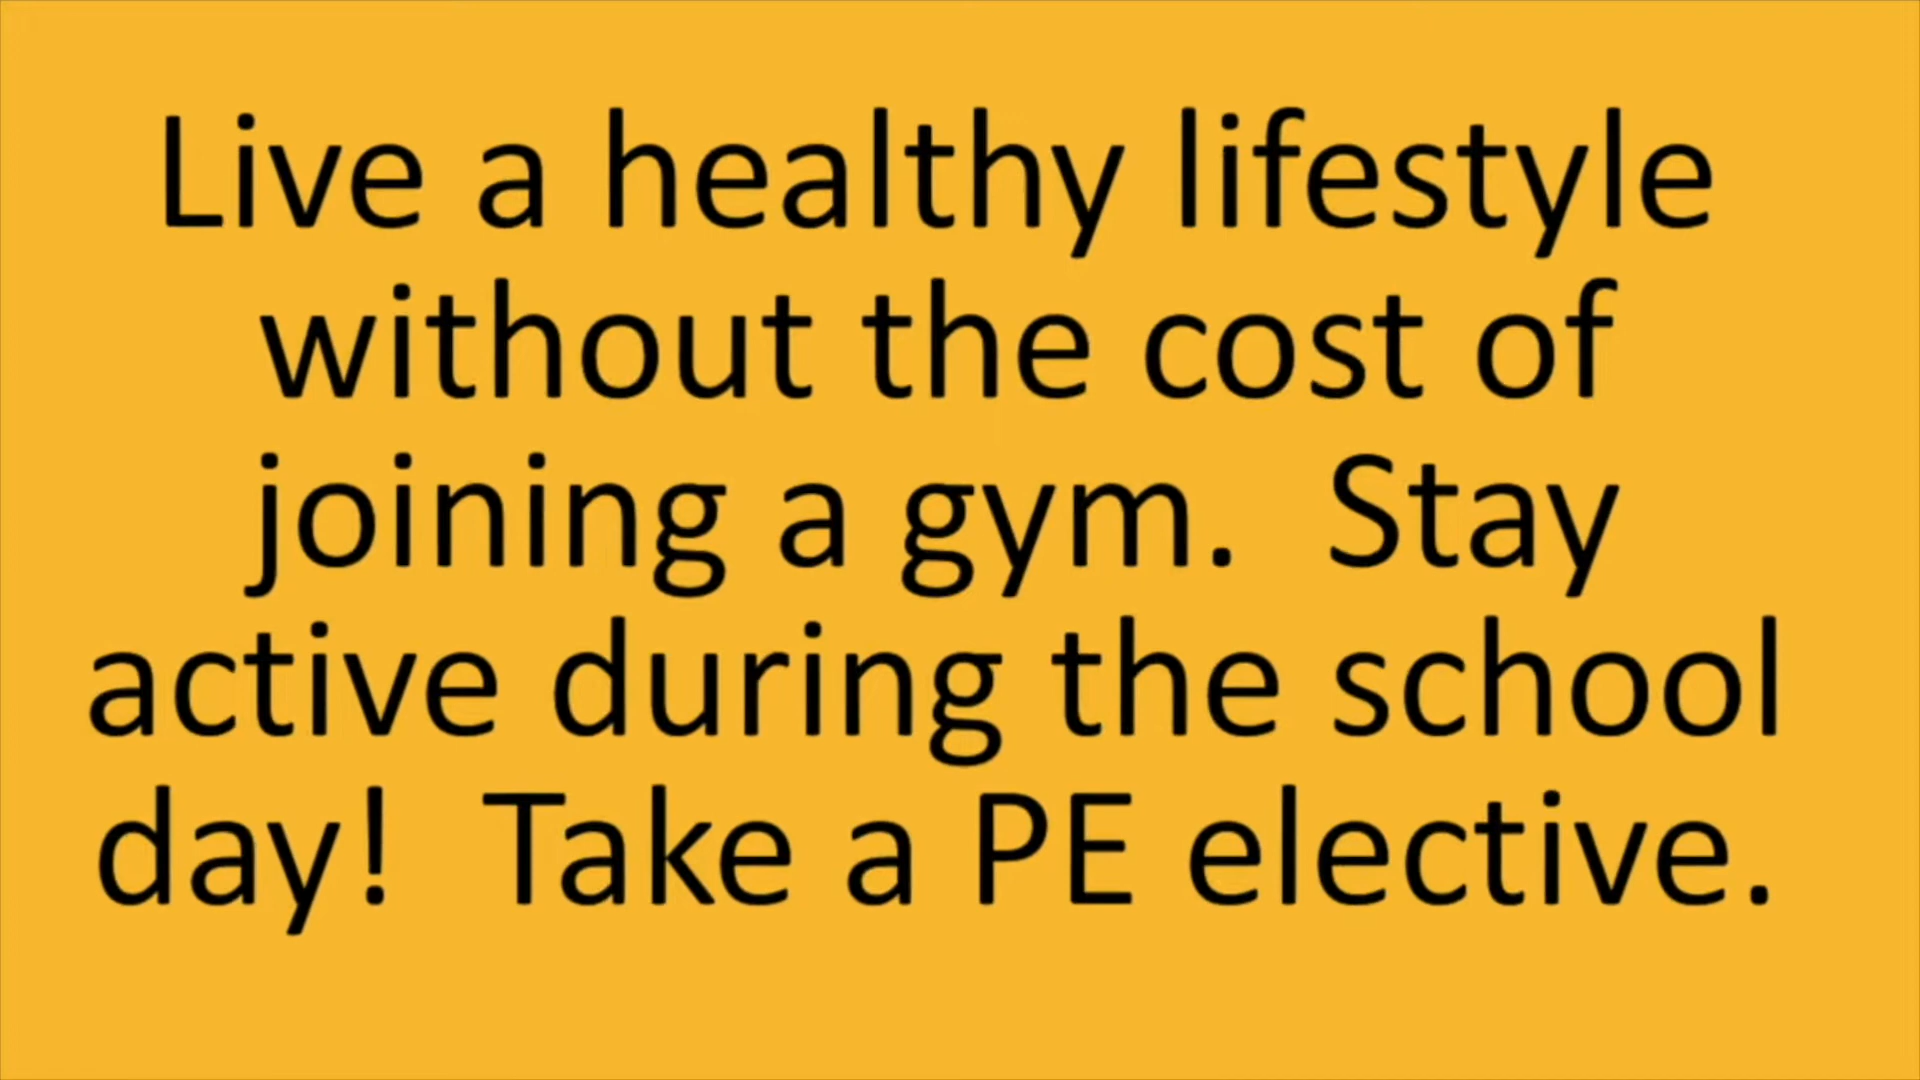 Live a healthy lifestyle
without the cost of
joining a gym.  Stay
active during the school
day!  Take a PE elective.